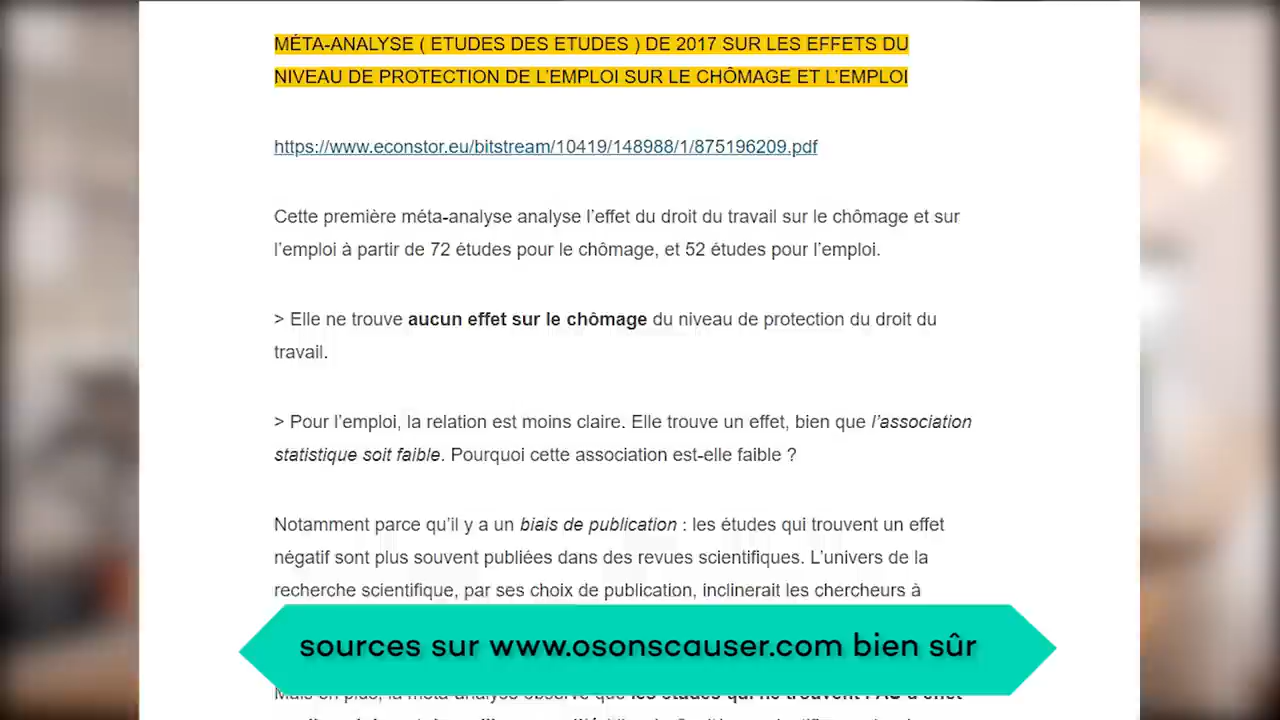 MÉTA-ANALYSE ( ETUDES DES ETUDES ) DE 2017 SUR LES EFFETS DU
NIVEAU DE PROTECTION DE L'EMPLOI SUR LE CHÔMAGE ET L'EMPLOI
https://www.econstor.eu/bitstream/10419/148988/1/875196209.pdf
Cette première méta-analyse analyse l'effet du droit du travail sur le chômage et sur
l'emploi à partir de 72 études pour le chômage, et 52 études pour l'emploi.
> Elle ne trouve aucun effet sur le chômage du niveau de protection du droit du
travail.
> Pour l'emploi, la relation est moins claire. Elle trouve un effet, bien que l'association
statistique soit faible. Pourquoi cette association est-elle faible ?
Notamment parce qu'il y a un biais de publication : les études qui trouvent un effet
négatif sont plus souvent publiées dans des revues scientifiques. L'univers de la
recherche scientifique, par ses choix de publication, inclinerait les chercheurs à
sources sur www.osonscauser.com bien sûr